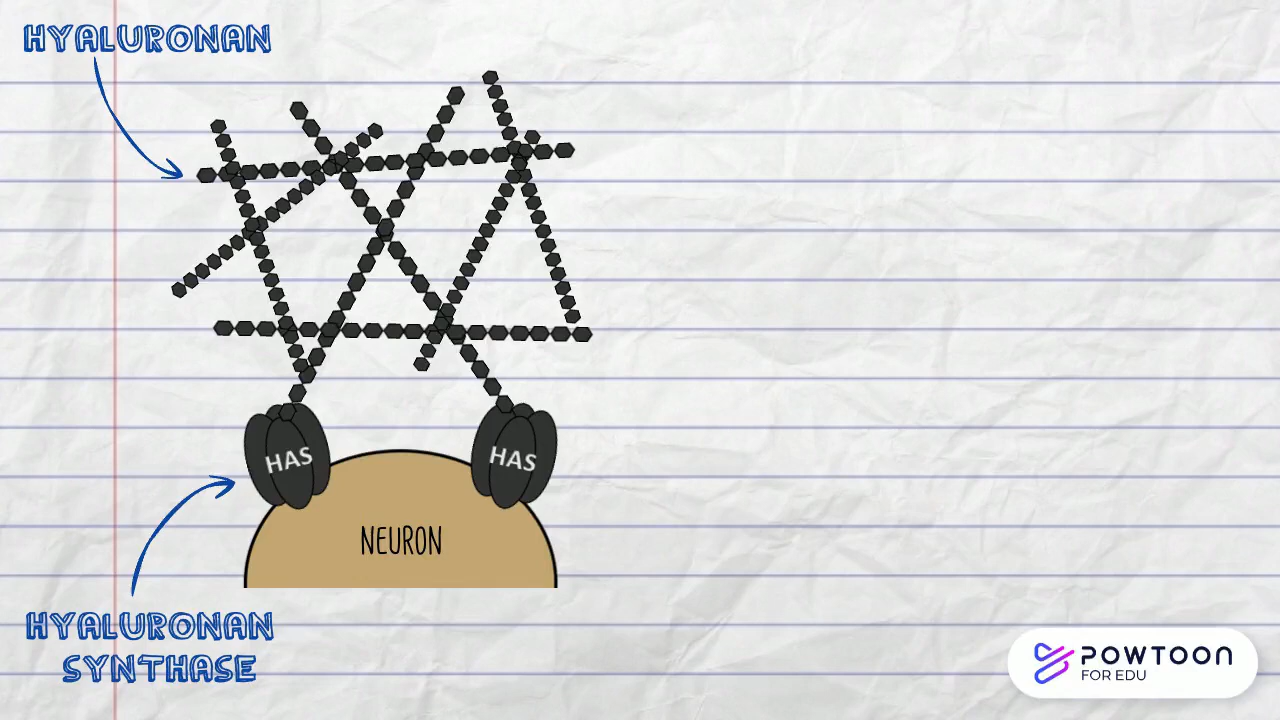 HYALURONAN
HAS
HAS
NEURON
HYALURONAN
SYNTHASE
POWTOON
FOR EDU